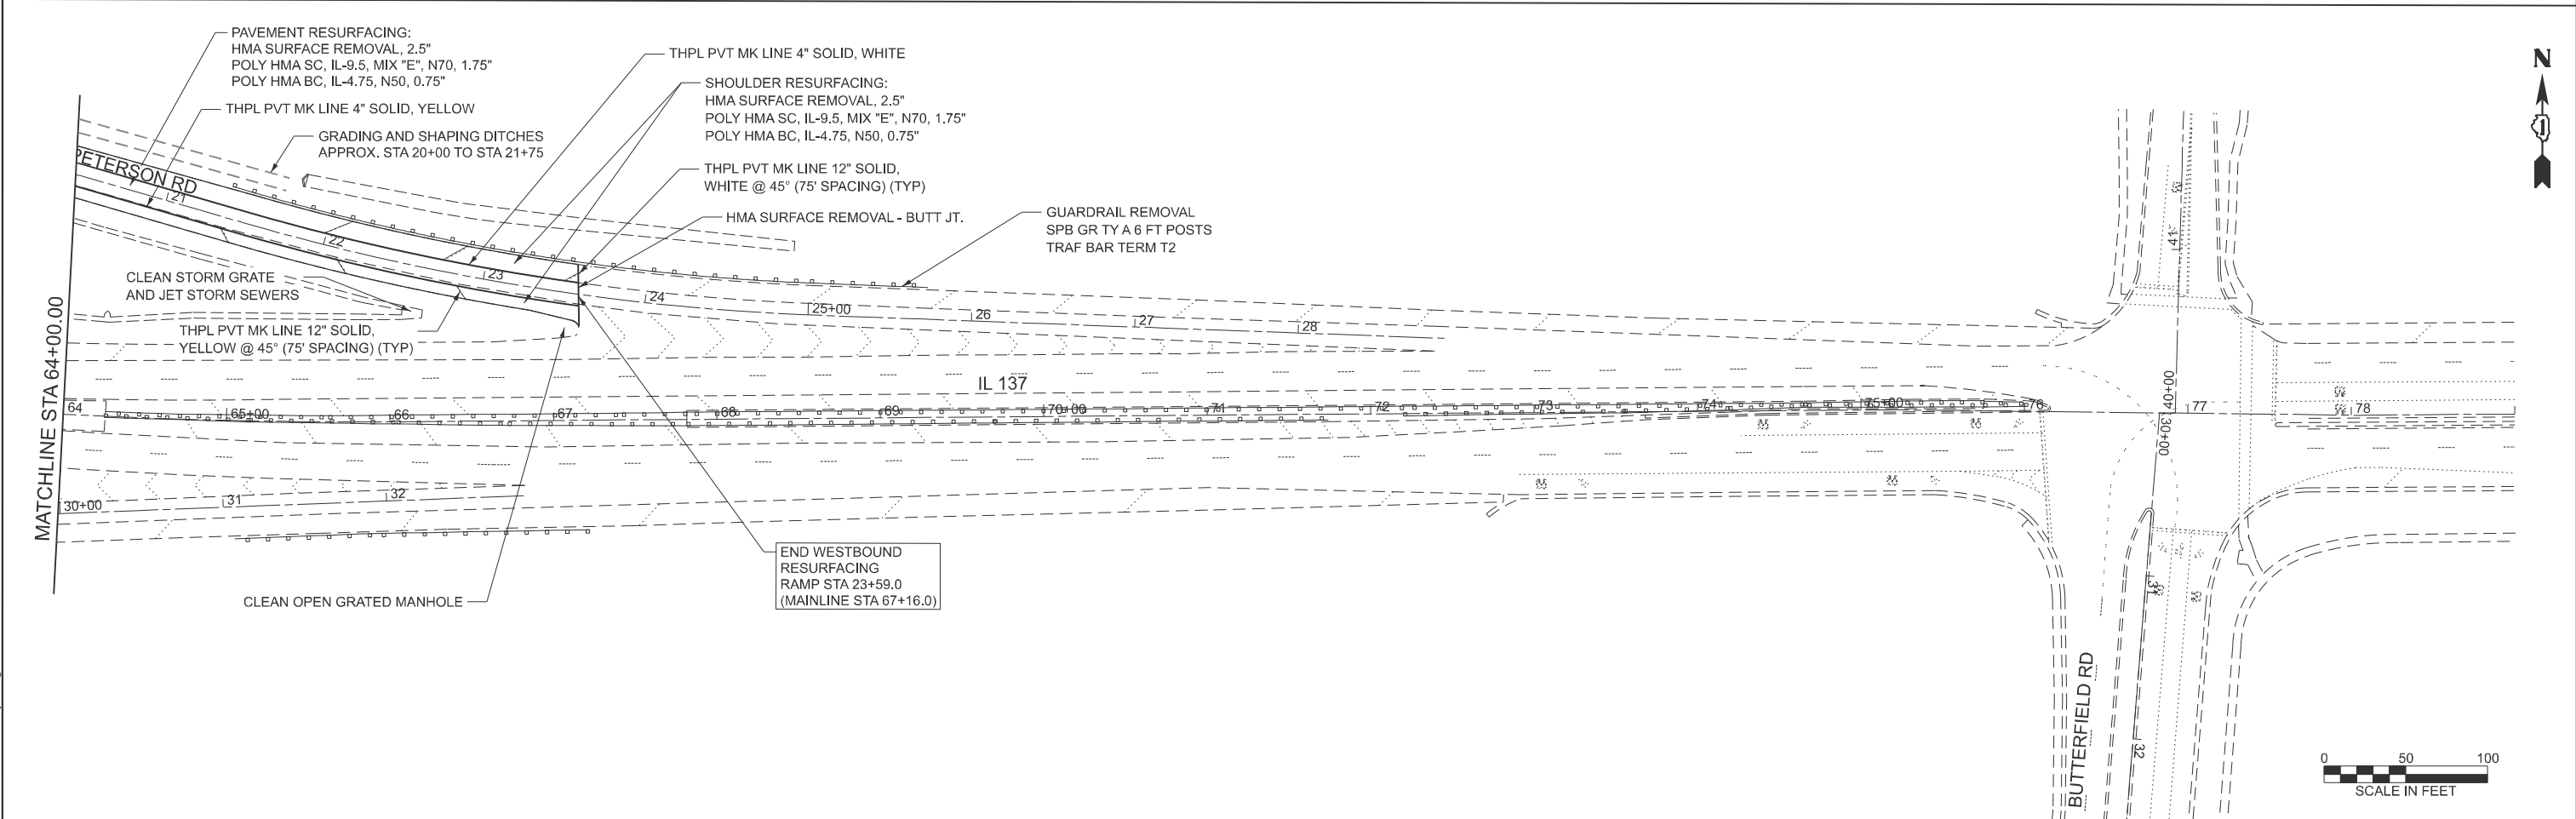 PAVEMENT RESURFACING:
HMA SURFACE REMOVAL, 2.5"
POLY HMA SC, IL-9.5, MIX "E", N70, 1.75"
POLY HMA BC, IL-4.75, N50, 0.75"
THPL PVT MK LINE 4" SOLID, YELLOW
GRADING AND SHAPING DITCHES
APPROX. STA 20+00 TO STA 21+75
THPL PVT MK LINE 4" SOLID, WHITE
SHOULDER RESURFACING:
HMA SURFACE REMOVAL, 2.5"
POLY HMA SC, IL-9.5, MIX "E", N70, 1.75"
POLY HMA BC, IL-4.75, N50, 0.75"
THPL PVT MK LINE 12" SOLID,
WHITE @ 45° (75' SPACING) (TYP)
HMA SURFACE REMOVAL - BUTT JT.
GUARDRAIL REMOVAL
SPB GR TY A 6 FT POSTS
TRAF BAR TERM T2
N
PETERSON RD
21
22
23
24
25+00
26
27
28
CLEAN STORM GRATE
AND JET STORM SEWERS
THPL PVT MK LINE 12" SOLID,
YELLOW @ 45° (75' SPACING) (TYP)
MATCHLINE STA 64+00.00
IL 137
64
65+00
66
67
68
69
70+00
71
72
73
74
75+00
76
77
78
41
40+00
30+00
31
32
30+00
31
32
END WESTBOUND
RESURFACING
RAMP STA 23+59.0
(MAINLINE STA 67+16.0)
CLEAN OPEN GRATED MANHOLE
BUTTERFIELD RD
0 50 100
SCALE IN FEET